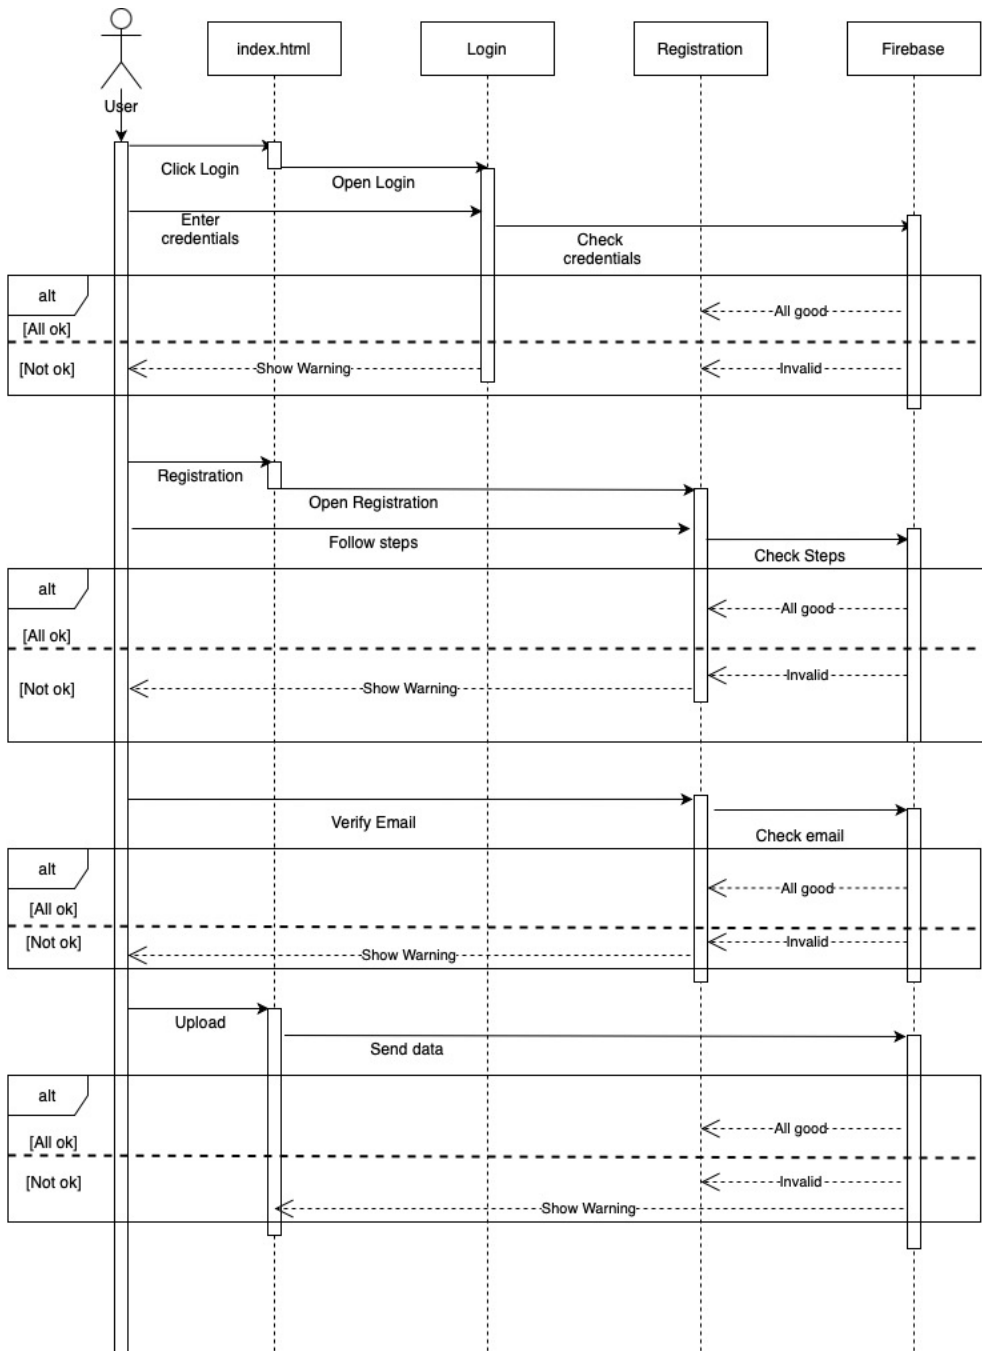 index.html
Login
Registration
Firebase
User
Click Login
Open Login
Enter
credentials
Check
credentials
alt
All good
[All ok]
[Not ok]
Show Warning
Invalid
Registration
Open Registration
Follow steps
Check Steps
alt
All good
[All ok]
Invalid
[Not ok]
Show Warning
Verify Email
Check email
alt
All good
[All ok]
[Not ok]
Invalid
Show Warning
Upload
Send data
alt
All good
[All ok]
[Not ok]
Invalid
Show Warning